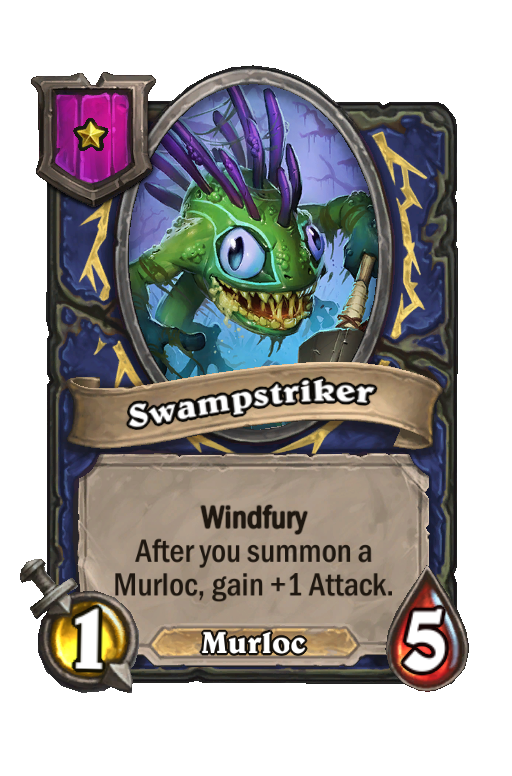 Swampstriker
Windfury
After you summon a
Murloc, gain +1 Attack.
1
Murloc
5